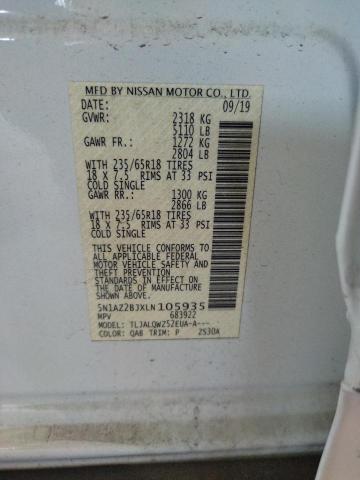 MFD BY NISSAN MOTOR CO., LTD.
DATE: 09/19
GVWR: 2318 KG
5110 LB
GAWR FR.: 1272 KG
2804 LB
WITH 235/65R18 TIRES
18 X 7.5 RIMS AT 33 PSI
COLD SINGLE
GAWR RR.: 1300 KG
2866 LB
WITH 235/65R18 TIRES
18 X 7.5 RIMS AT 33 PSI
COLD SINGLE
THIS VEHICLE CONFORMS TO
ALL APPLICABLE FEDERAL
MOTOR VEHICLE SAFETY AND
THEFT PREVENTION
STANDARDS IN EFFECT ON THE
DATE OF MANUFACTURE SHOWN
ABOVE.
5N1AZ2BJXLN105935
MPV 683922
MODEL: TLJALQWZ52EUA-A---
COLOR: QAB TRIM: P 2S30A